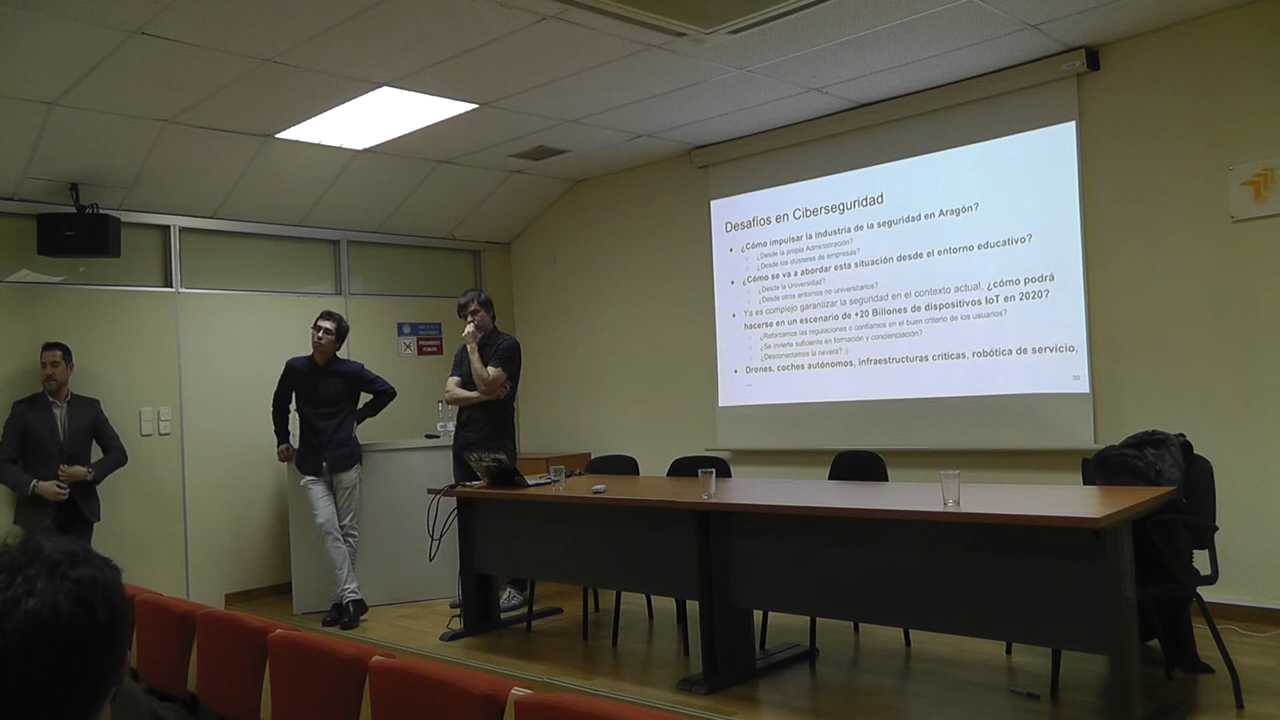 Desafíos en Ciberseguridad
● ¿Cómo impulsar la industria de la seguridad en Aragón?
○ ¿Desde la propia Administración?
○ ¿Desde los clústeres de empresas?
● ¿Cómo se va a abordar esta situación desde el entorno educativo?
○ ¿Desde la Universidad?
○ ¿Desde otros entornos no universitarios?
● Ya es complejo garantizar la seguridad en el contexto actual, ¿cómo podrá
hacerse en un escenario de +20 Billones de dispositivos IoT en 2020?
○ ¿Reforzamos las regulaciones o confiamos en el buen criterio de los usuarios?
○ ¿Se invierte suficiente en formación y concienciación?
○ ¿Desconectamos la nevera? :)
● Drones, coches autónomos, infraestructuras críticas, robótica de servicio,
30
PROHIBIDO
FUMAR